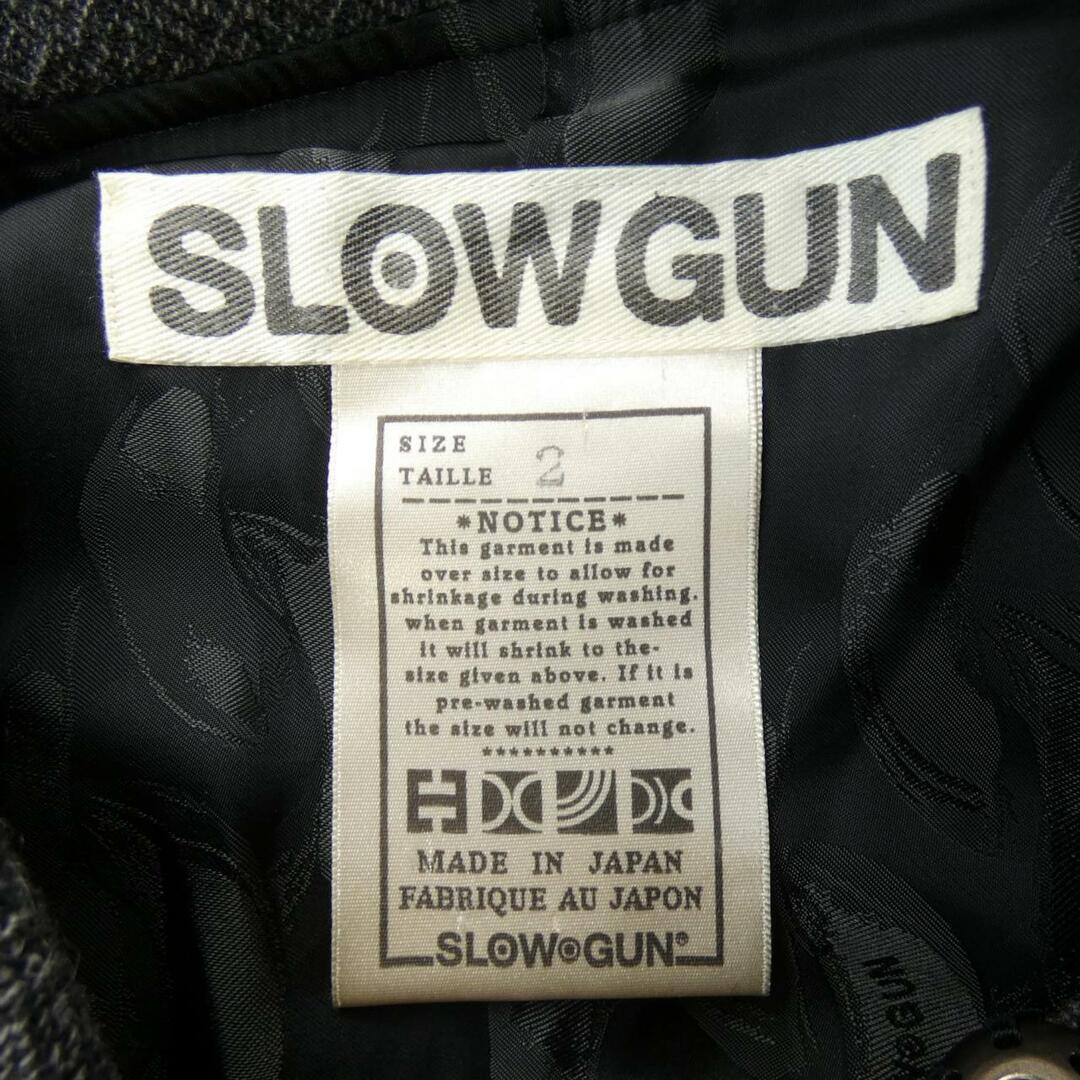 SLOWGUN
SIZE
TAILLE 2
*NOTICE*
This garment is made
over size to allow for
shrinkage during washing.
when garment is washed
it will shrink to the-
size given above. If it is
pre-washed garment
the size will not change.
**********
MADE IN JAPAN
FABRIQUE AU JAPON
SLOWGUN®
GUN